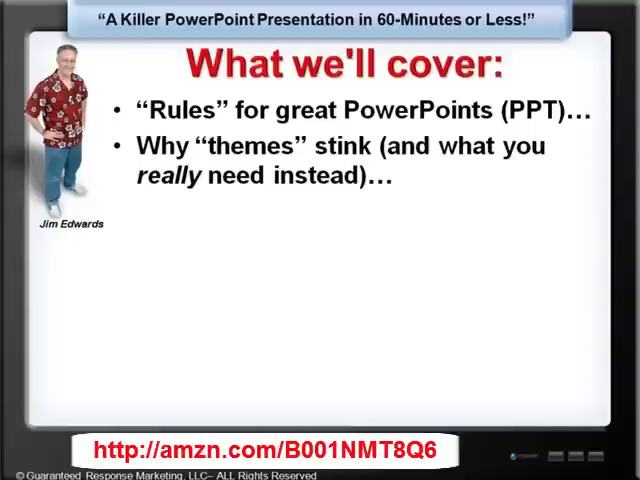 “A Killer PowerPoint Presentation in 60-Minutes or Less!”
What we'll cover:
• “Rules” for great PowerPoints (PPT)…
• Why “themes” stink (and what you
really need instead)…
Jim Edwards
http://amzn.com/B001NMT8Q6
© Guaranteed Response Marketing, LLC– ALL Rights Reserved